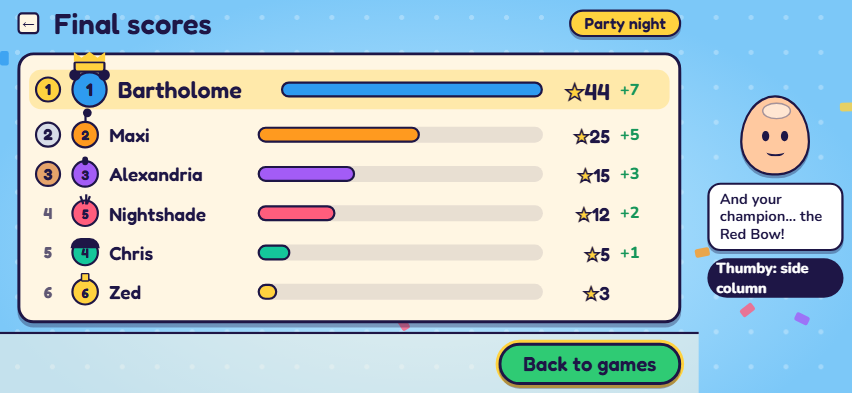 ← Final scores
Party night
1 1 Bartholome ☆44 +7
2 2 Maxi ☆25 +5
3 3 Alexandria ☆15 +3
4 5 Nightshade ☆12 +2
5 4 Chris ☆5 +1
6 6 Zed ☆3
And your
champion... the
Red Bow!
Thumby: side
column
Back to games